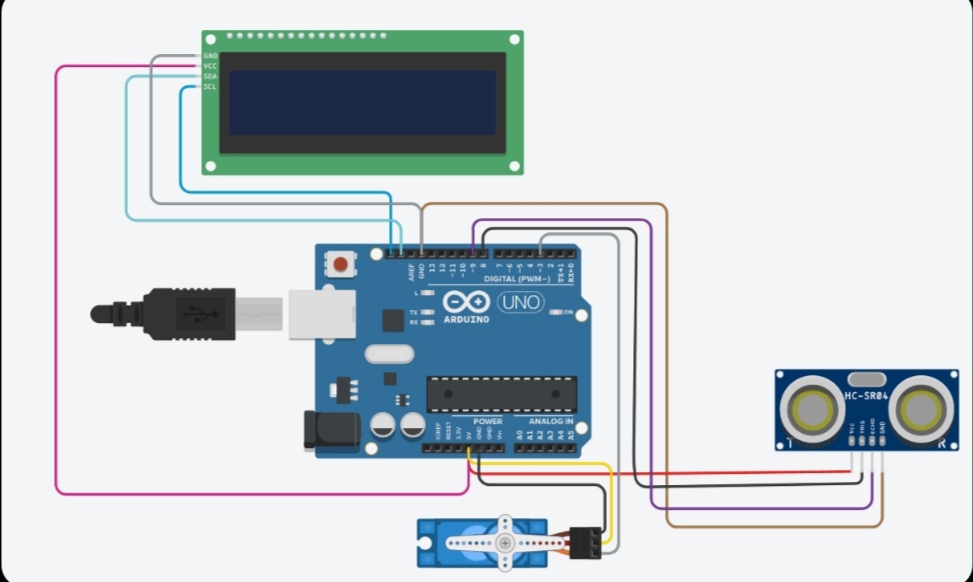 GND
VCC
SDA
SCL
AREF
GND
13
12
~11
~10
~9
8
7
~6
~5
4
~3
2
TX→1
RX←0
DIGITAL (PWM~)
L
TX
RX
UNO
ARDUINO
ON
POWER
ANALOG IN
IOREF
RESET
3.3V
5V
GND
GND
Vin
A0
A1
A2
A3
A4
A5
HC-SR04
VCC
TRIG
ECHO
GND
T
R